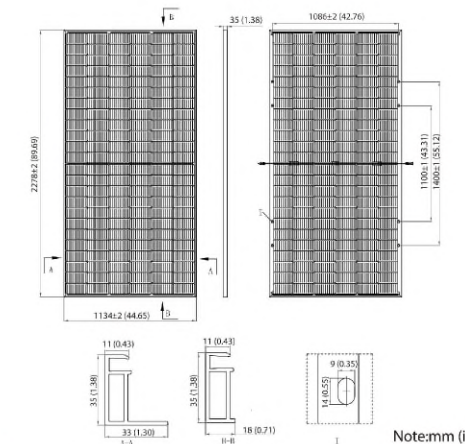 B
35 (1.38)
1086±2 (42.76)
2278±2 (89.69)
1100±1 (43.31)
1400±1 (55.12)
A
A
B
1134±2 (44.65)
11 (0.43)
35 (1.38)
33 (1.30)
A-A
11 (0.43)
35 (1.38)
18 (0.71)
B-B
9 (0.35)
14 (0.55)
I
Note:mm (i